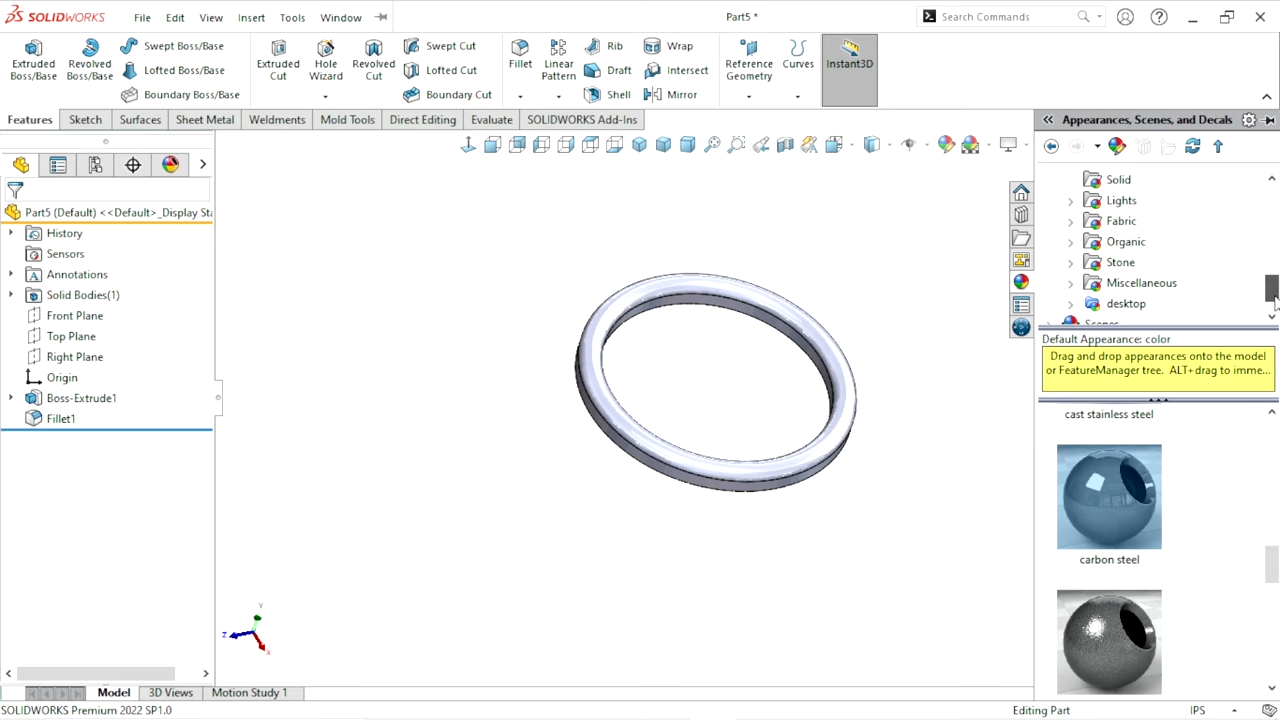 SOLIDWORKS
File Edit View Insert Tools Window
Part5 *
Search Commands
Extruded Boss/Base
Revolved Boss/Base
Swept Boss/Base
Lofted Boss/Base
Boundary Boss/Base
Extruded Cut
Hole Wizard
Revolved Cut
Swept Cut
Lofted Cut
Boundary Cut
Fillet
Linear Pattern
Rib
Draft
Shell
Wrap
Intersect
Mirror
Reference Geometry
Curves
Instant3D
Features Sketch Surfaces Sheet Metal Weldments Mold Tools Direct Editing Evaluate SOLIDWORKS Add-Ins
Part5 (Default) <<Default>_Display Sta
History
Sensors
Annotations
Solid Bodies(1)
Front Plane
Top Plane
Right Plane
Origin
Boss-Extrude1
Fillet1
Y
Z
X
Appearances, Scenes, and Decals
Solid
Lights
Fabric
Organic
Stone
Miscellaneous
desktop
Scenes
Default Appearance: color
Drag and drop appearances onto the model
or FeatureManager tree. ALT+drag to imme...
cast stainless steel
carbon steel
Model 3D Views Motion Study 1
SOLIDWORKS Premium 2022 SP1.0
Editing Part
IPS